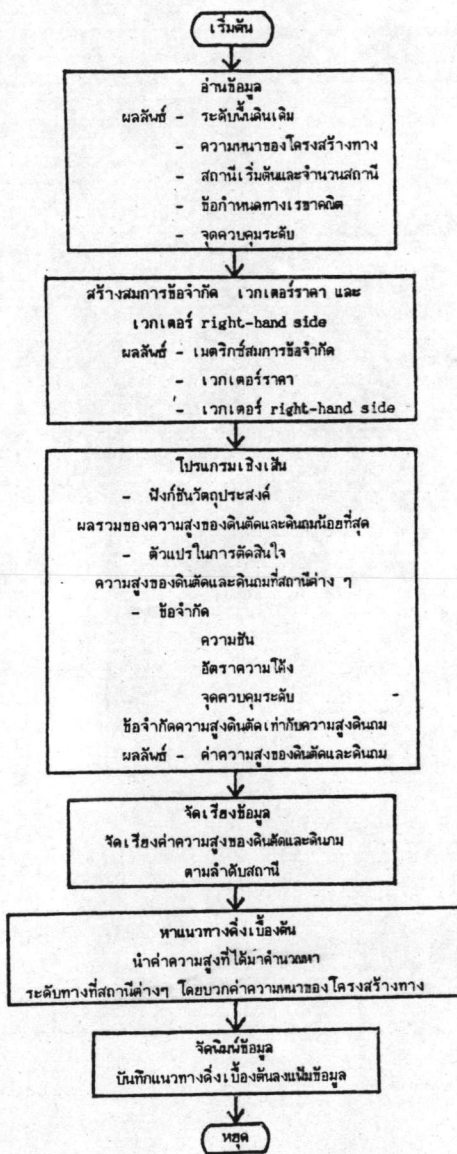 เริ่มต้น
อ่านข้อมูล
ผลลัพธ์ - ระดับพื้นดินเดิม
- ความหนาของโครงสร้างทาง
- สถานีเริ่มต้นและจำนวนสถานี
- ข้อกำหนดทางเรขาคณิต
- จุดควบคุมระดับ
สร้างสมการข้อจำกัด เวกเตอร์ราคา และ
เวกเตอร์ right-hand side
ผลลัพธ์ - เมตริกซ์สมการข้อจำกัด
- เวกเตอร์ราคา
- เวกเตอร์ right-hand side
โปรแกรมเชิงเส้น
- ฟังก์ชันวัตถุประสงค์
ผลรวมของความสูงของดินตัดและดินถมน้อยที่สุด
- ตัวแปรในการตัดสินใจ
ความสูงของดินตัดและดินถมที่สถานีต่าง ๆ
- ข้อจำกัด
ความชัน
อัตราความโค้ง
จุดควบคุมระดับ
ข้อจำกัดความสูงดินตัดเท่ากับความสูงดินถม
ผลลัพธ์ - ค่าความสูงของดินตัดและดินถม
จัดเรียงข้อมูล
จัดเรียงค่าความสูงของดินตัดและดินถม
ตามลำดับสถานี
หาแนวทางดิ่งเบื้องต้น
นำค่าความสูงที่ได้มาคำนวณหา
ระดับทางที่สถานีต่างๆ โดยบวกค่าความหนาของโครงสร้างทาง
จัดพิมพ์ข้อมูล
บันทึกแนวทางดิ่งเบื้องต้นลงแฟ้มข้อมูล
หยุด